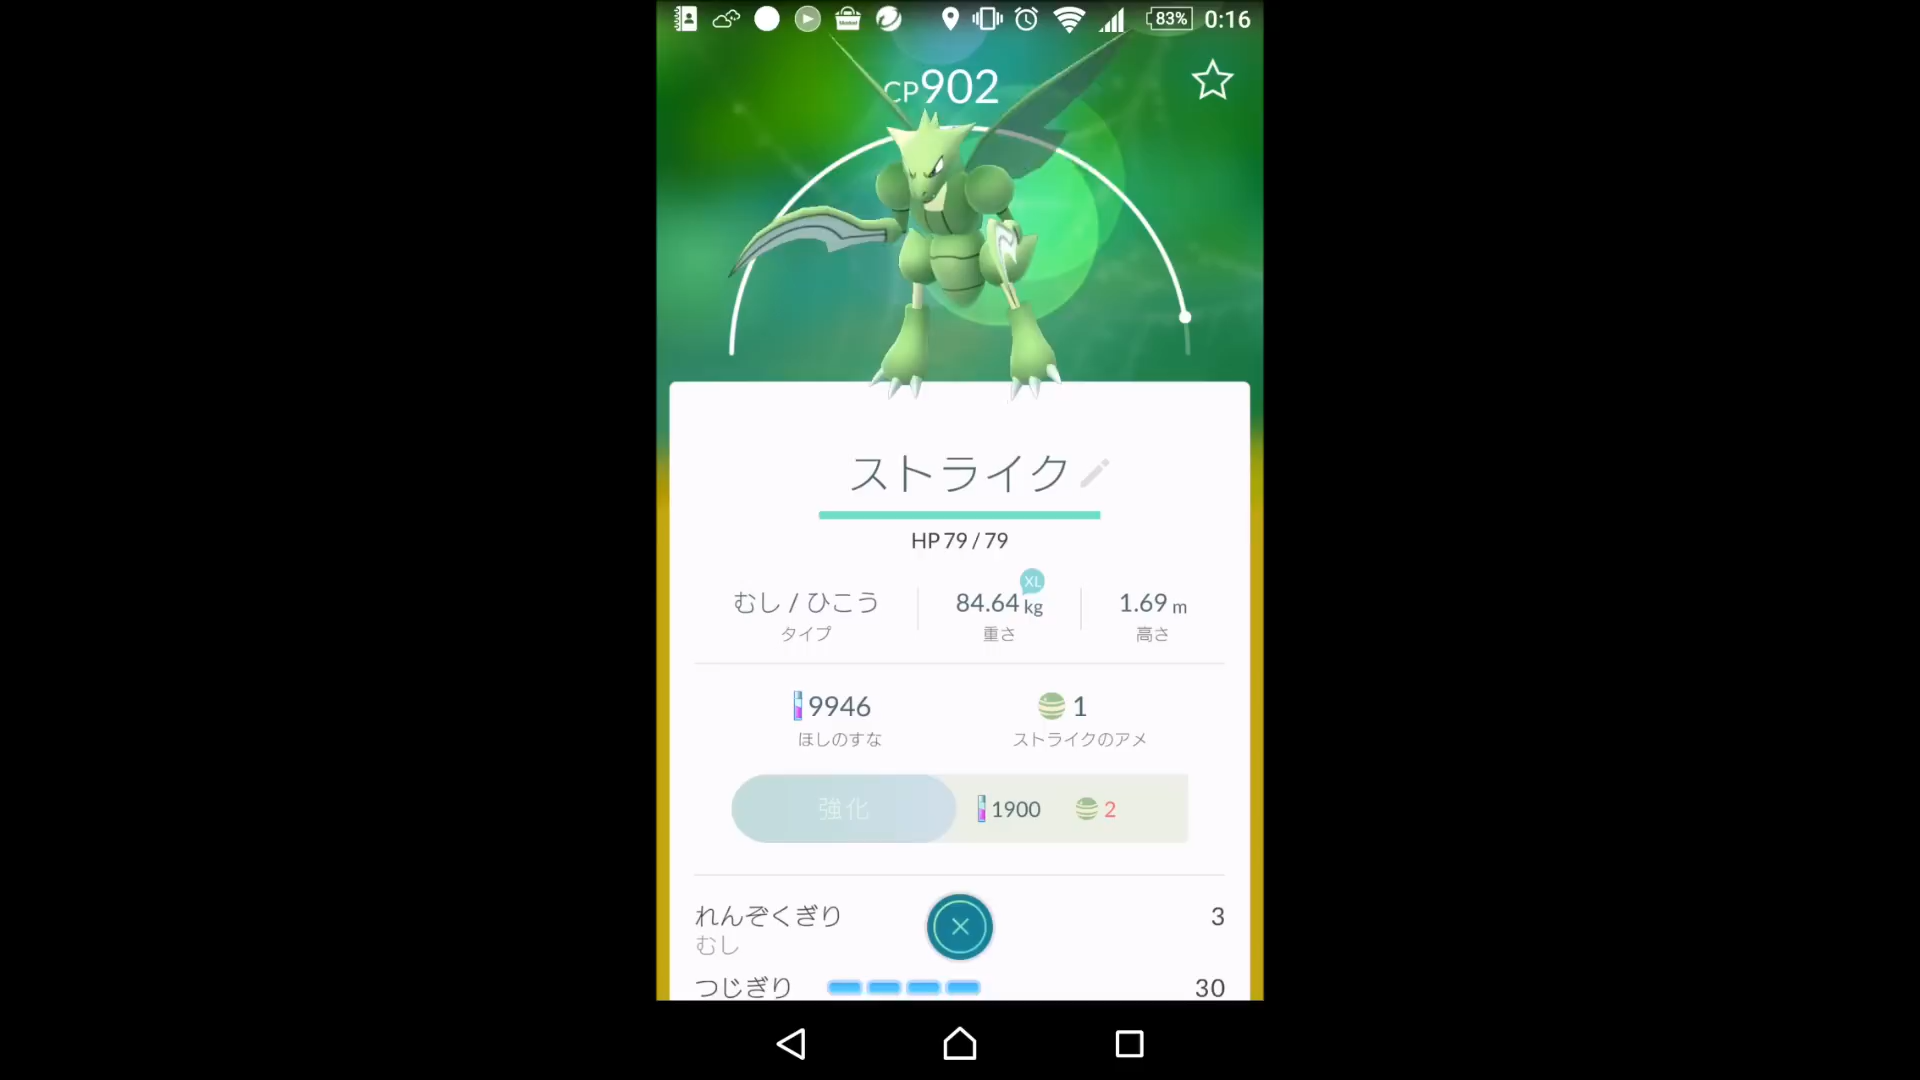 83% 0:16
CP902
ストライク
HP 79 / 79
XL
むし / ひこう 84.64 kg 1.69 m
タイプ 重さ 高さ
9946 1
ほしのすな ストライクのアメ
強化 1900 2
れんぞくぎり 3
むし
つじぎり 30